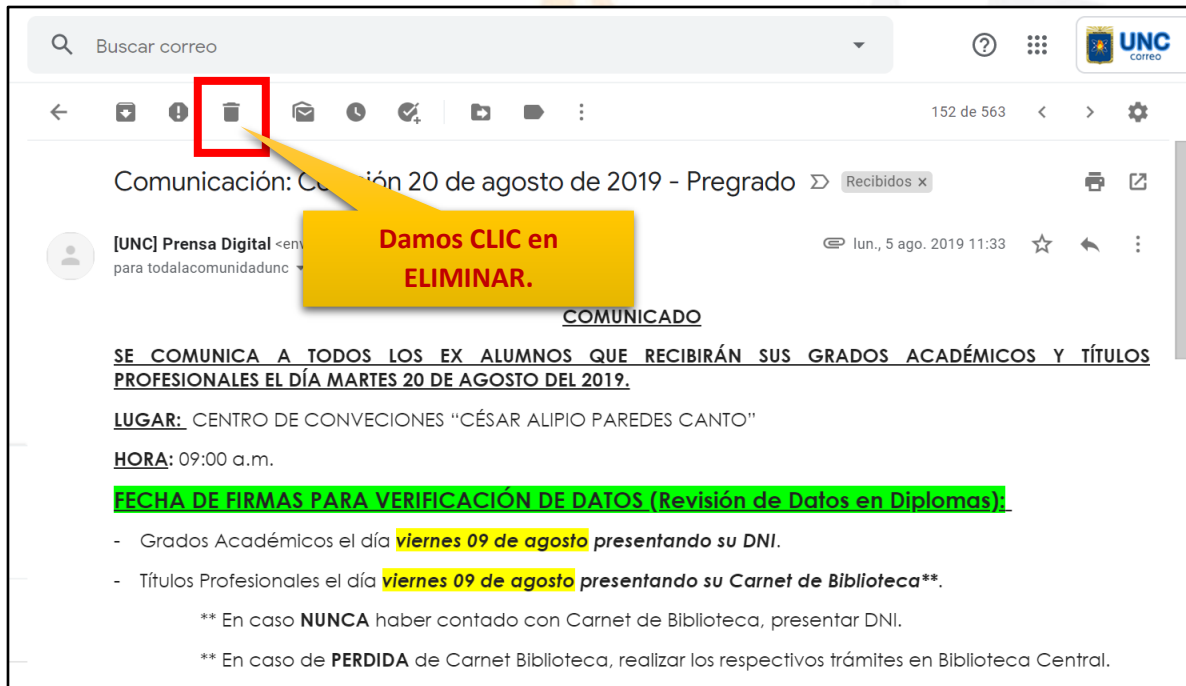 Buscar correo
UNC
correo
152 de 563
Comunicación: C ión 20 de agosto de 2019 - Pregrado Recibidos x
Damos CLIC en
ELIMINAR.
[UNC] Prensa Digital <env lun., 5 ago. 2019 11:33
para todalacomunidadunc
COMUNICADO
SE COMUNICA A TODOS LOS EX ALUMNOS QUE RECIBIRÁN SUS GRADOS ACADÉMICOS Y TÍTULOS
PROFESIONALES EL DÍA MARTES 20 DE AGOSTO DEL 2019.
LUGAR: CENTRO DE CONVECIONES “CÉSAR ALIPIO PAREDES CANTO”
HORA: 09:00 a.m.
FECHA DE FIRMAS PARA VERIFICACIÓN DE DATOS (Revisión de Datos en Diplomas):
- Grados Académicos el día viernes 09 de agosto presentando su DNI.
- Títulos Profesionales el día viernes 09 de agosto presentando su Carnet de Biblioteca**.
** En caso NUNCA haber contado con Carnet de Biblioteca, presentar DNI.
** En caso de PERDIDA de Carnet Biblioteca, realizar los respectivos trámites en Biblioteca Central.